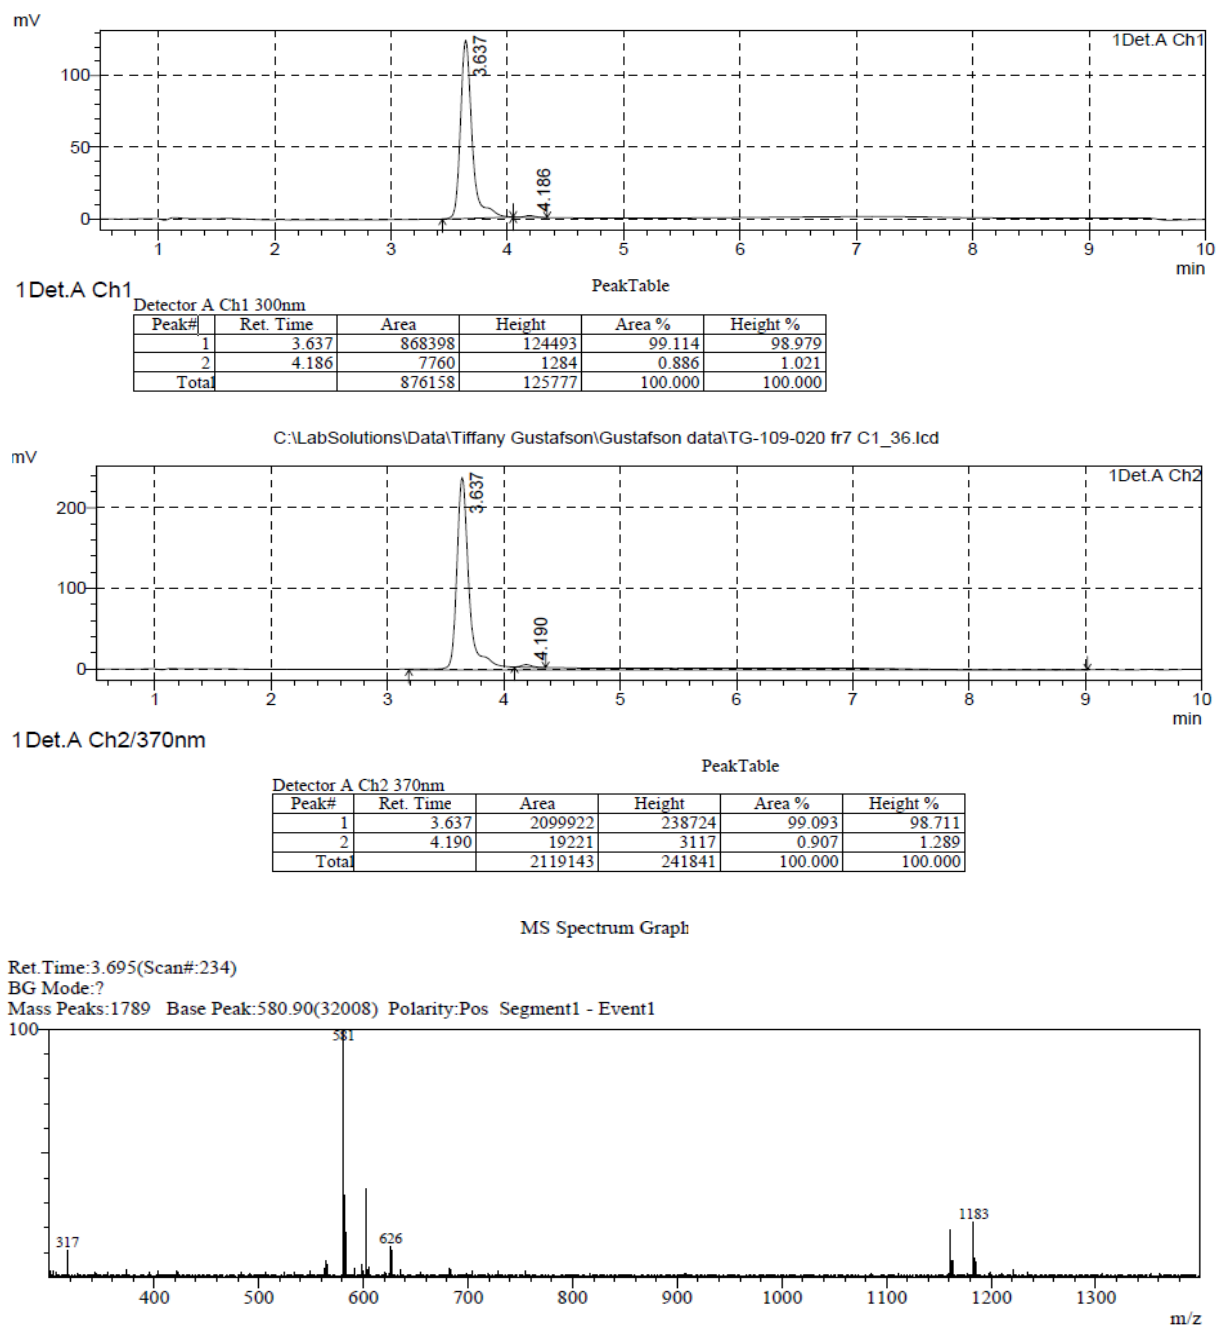 mV
1Det.A Ch1
3.637
4.186
100
50
0
1 2 3 4 5 6 7 8 9 10
min
1Det.A Ch1
PeakTable
Detector A Ch1 300nm
Peak# Ret. Time Area Height Area % Height %
1 3.637 868398 124493 99.114 98.979
2 4.186 7760 1284 0.886 1.021
Total 876158 125777 100.000 100.000
C:\LabSolutions\Data\Tiffany Gustafson\Gustafson data\TG-109-020 fr7 C1_36.lcd
mV
1Det.A Ch2
3.637
4.190
200
100
0
1 2 3 4 5 6 7 8 9 10
min
1Det.A Ch2/370nm
PeakTable
Detector A Ch2 370nm
Peak# Ret. Time Area Height Area % Height %
1 3.637 2099922 238724 99.093 98.711
2 4.190 19221 3117 0.907 1.289
Total 2119143 241841 100.000 100.000
MS Spectrum Graph
Ret.Time:3.695(Scan#:234)
BG Mode:?
Mass Peaks:1789 Base Peak:580.90(32008) Polarity:Pos Segment1 - Event1
100
581
1183
626
317
400 500 600 700 800 900 1000 1100 1200 1300
m/z